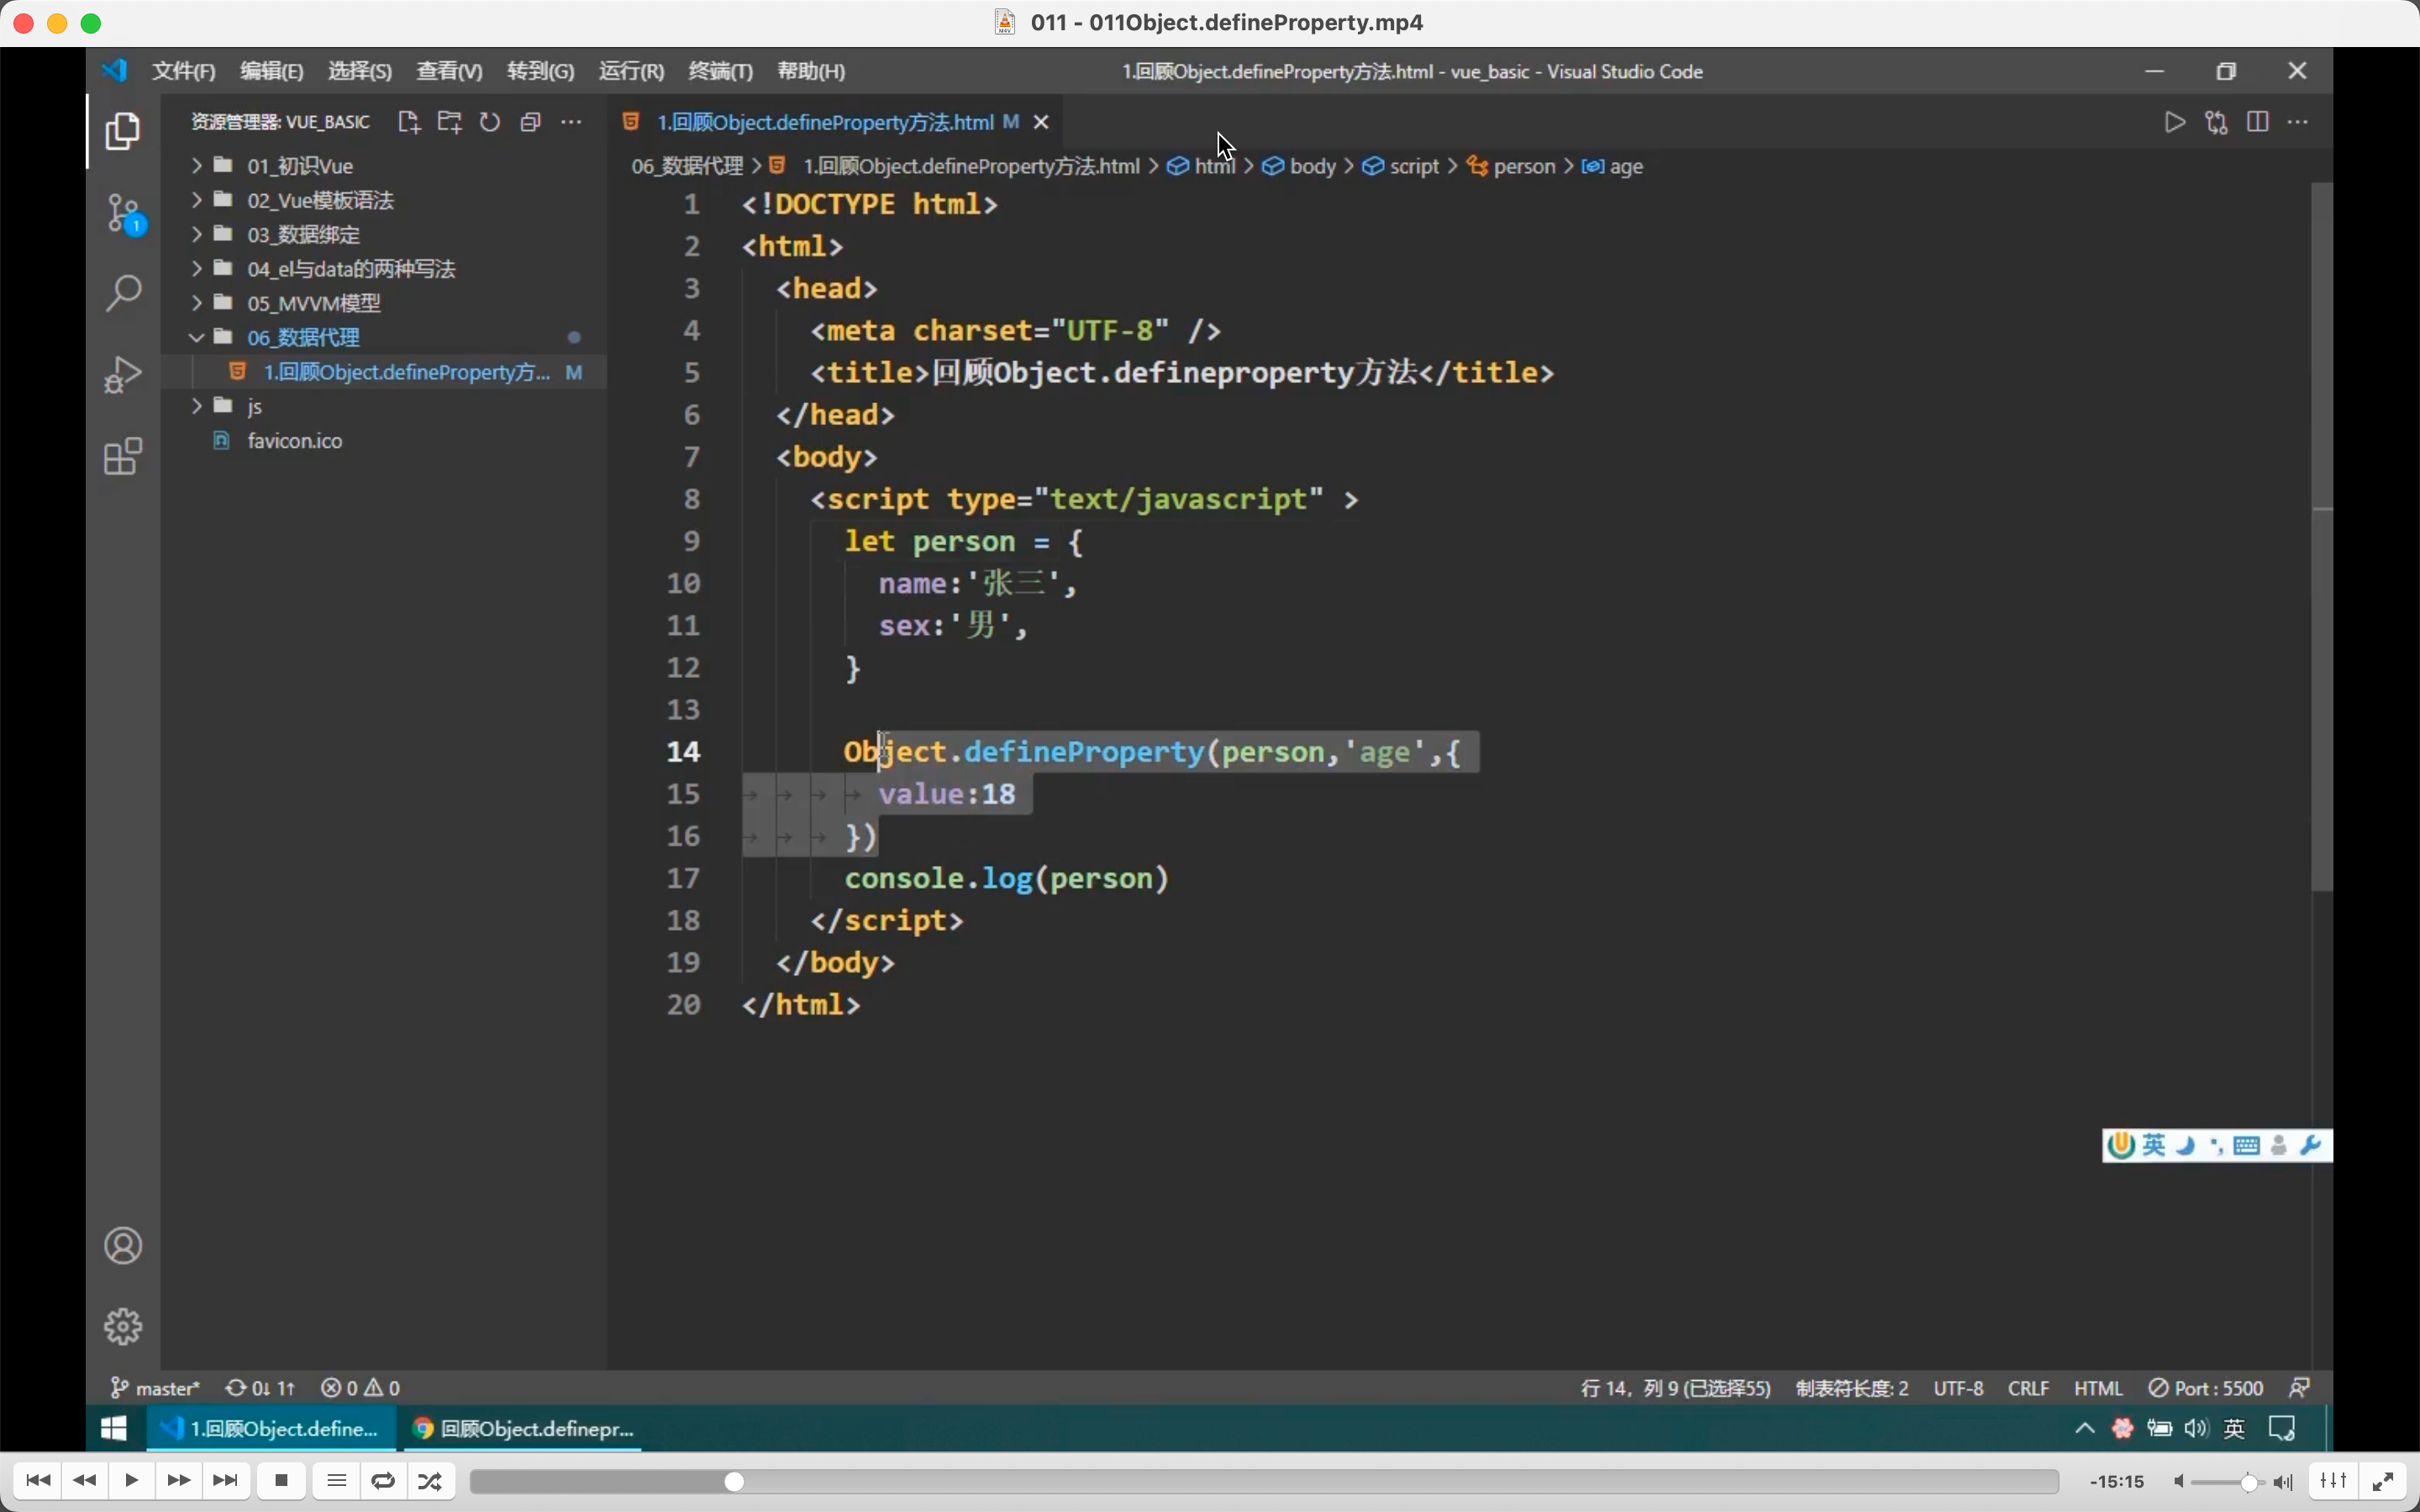 011 - 011Object.defineProperty.mp4
文件(F) 编辑(E) 选择(S) 查看(V) 转到(G) 运行(R) 终端(T) 帮助(H)
1.回顾Object.defineProperty方法.html - vue_basic - Visual Studio Code
资源管理器: VUE_BASIC
1.回顾Object.defineProperty方法.html M
06_数据代理 > 1.回顾Object.defineProperty方法.html > html > body > script > person > age
01_初识Vue
02_Vue模板语法
03_数据绑定
04_el与data的两种写法
05_MVVM模型
06_数据代理
1.回顾Object.defineProperty方... M
js
favicon.ico
1
1 <!DOCTYPE html>
2 <html>
3 <head>
4 <meta charset="UTF-8" />
5 <title>回顾Object.defineproperty方法</title>
6 </head>
7 <body>
8 <script type="text/javascript" >
9 let person = {
10 name:'张三',
11 sex:'男',
12 }
13
14 Object.defineProperty(person,'age',{
15 value:18
16 })
17 console.log(person)
18 </script>
19 </body>
20 </html>
英
master* 0↓ 1↑ 0 0
行 14，列 9 (已选择55) 制表符长度: 2 UTF-8 CRLF HTML Port : 5500
1.回顾Object.define... 回顾Object.definepr... 英
-15:15